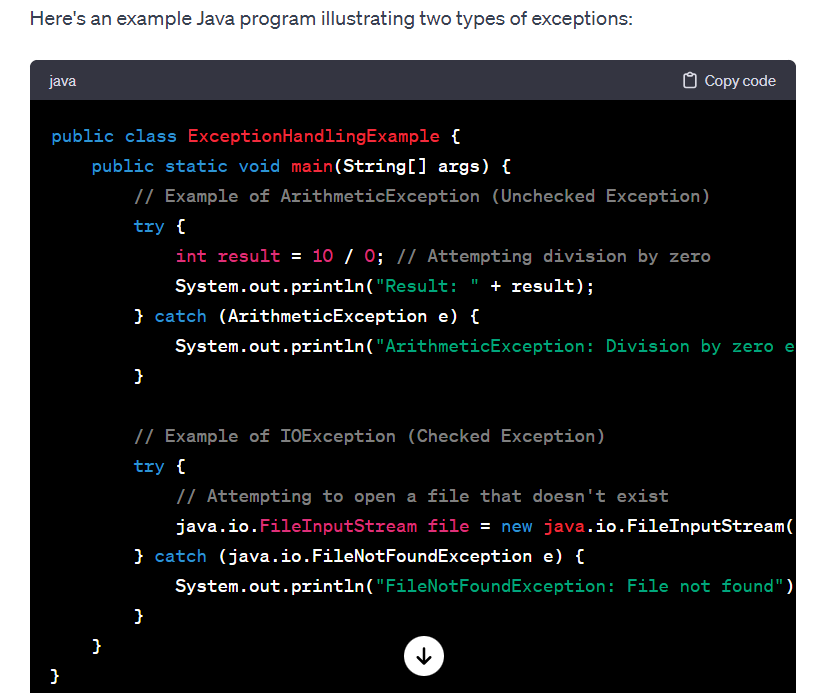 Here's an example Java program illustrating two types of exceptions:
java
Copy code
public class ExceptionHandlingExample {
public static void main(String[] args) {
// Example of ArithmeticException (Unchecked Exception)
try {
int result = 10 / 0; // Attempting division by zero
System.out.println("Result: " + result);
} catch (ArithmeticException e) {
System.out.println("ArithmeticException: Division by zero e
}
// Example of IOException (Checked Exception)
try {
// Attempting to open a file that doesn't exist
java.io.FileInputStream file = new java.io.FileInputStream(
} catch (java.io.FileNotFoundException e) {
System.out.println("FileNotFoundException: File not found")
}
}
}